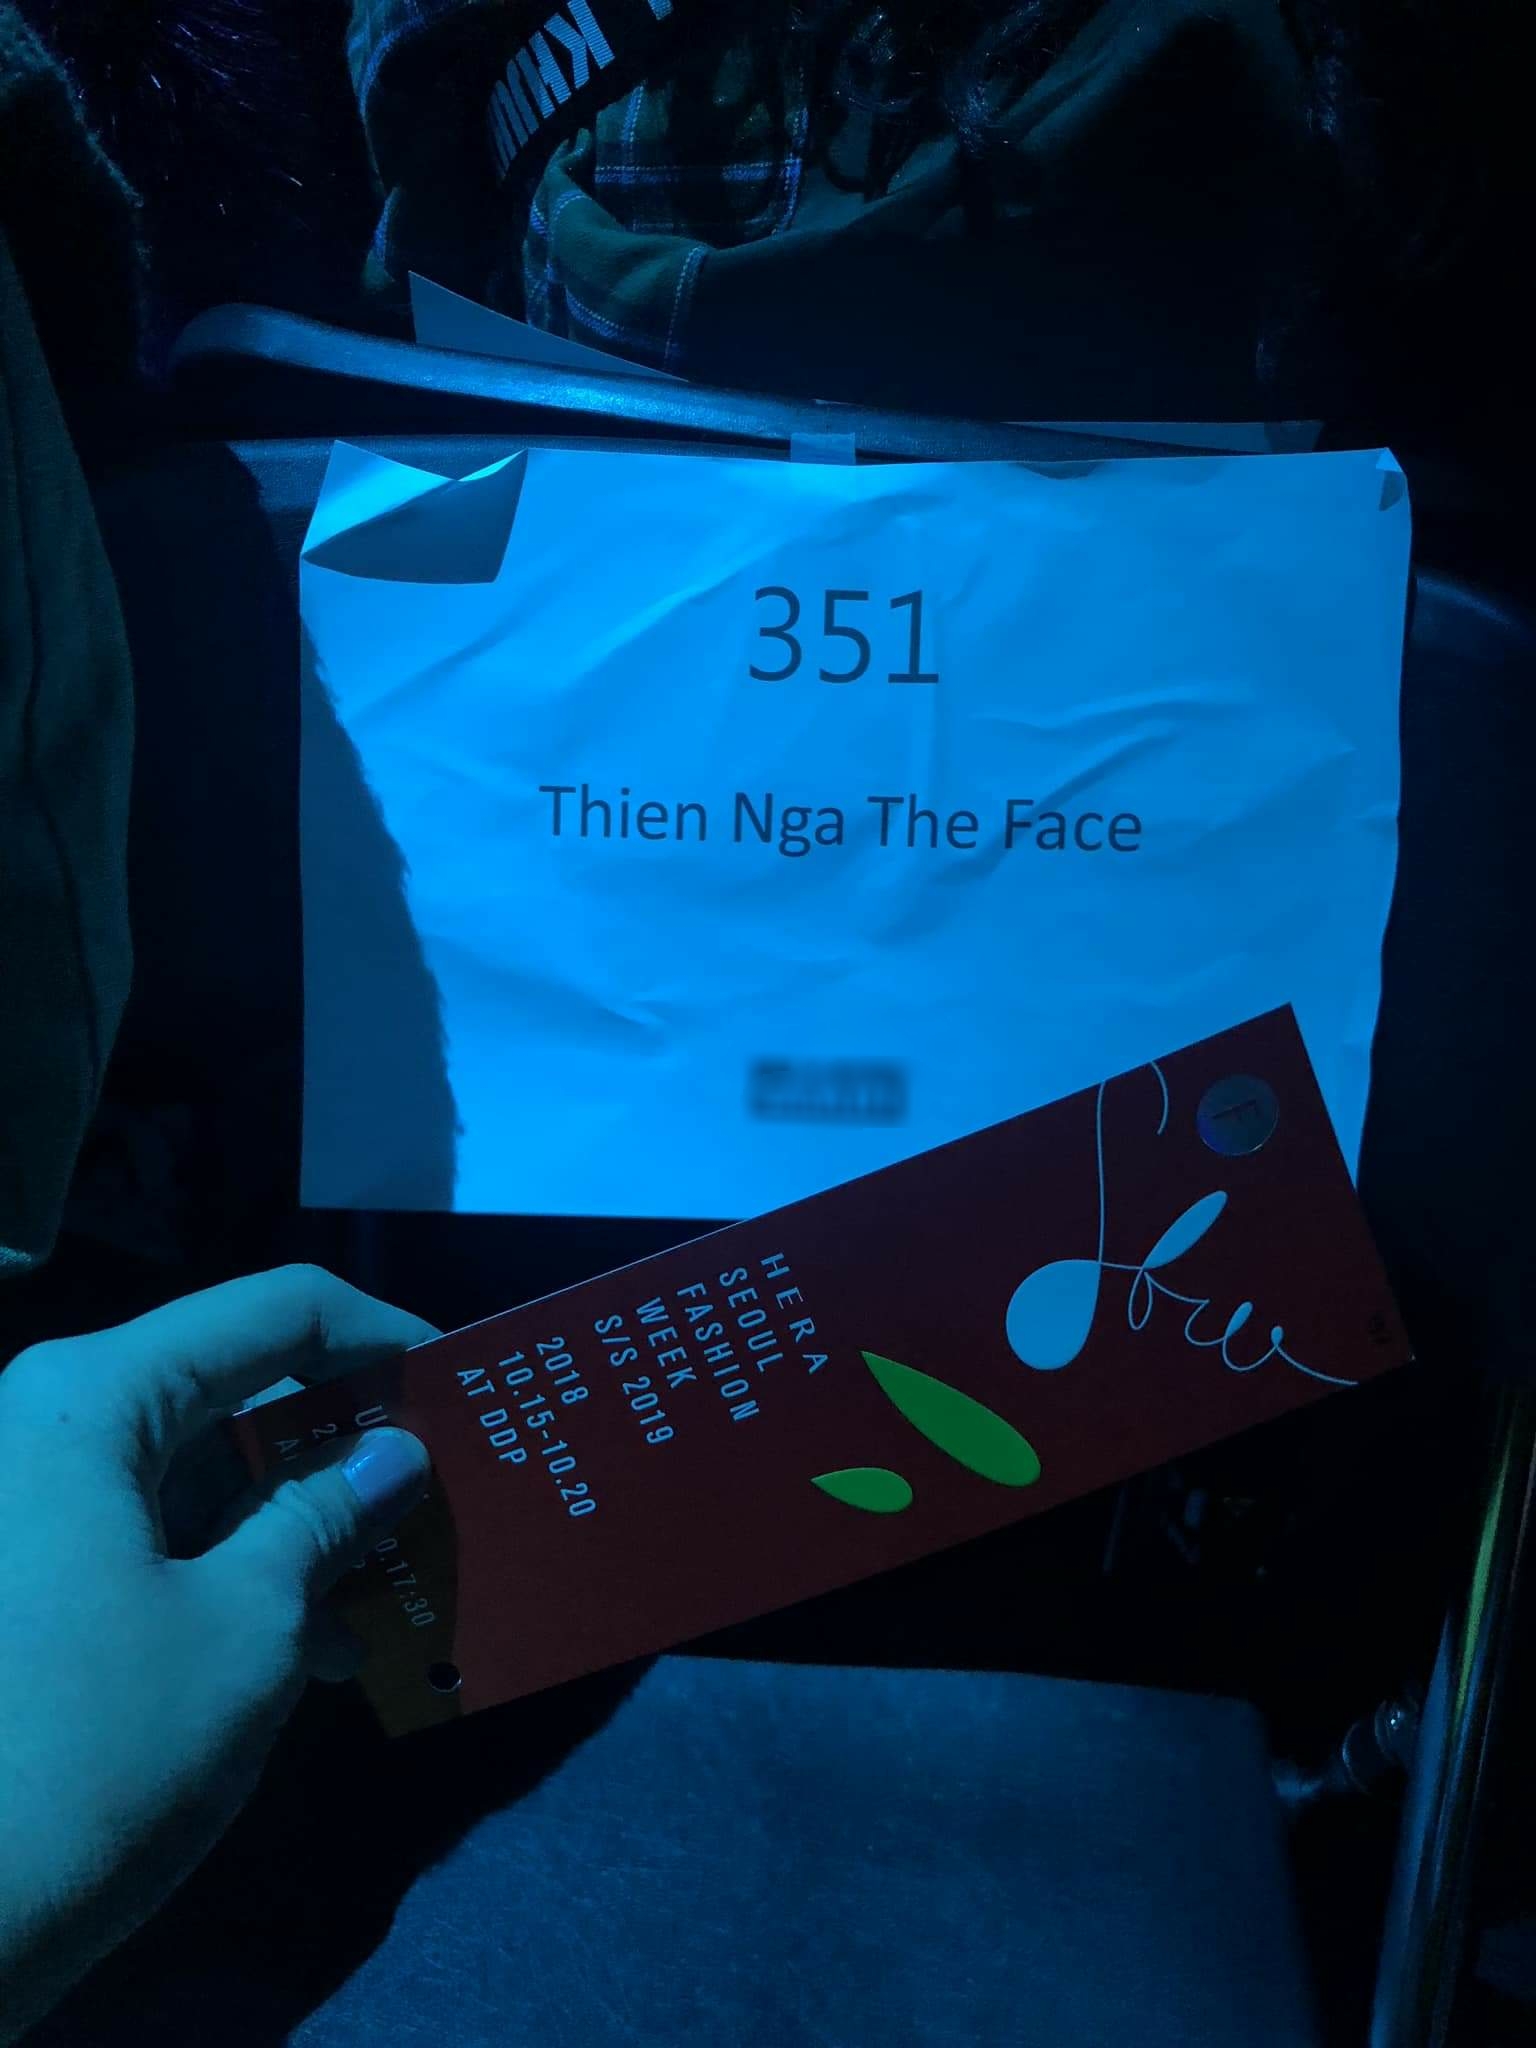 351
Thien Nga The Face
HERA
SEOUL
FASHION
WEEK
S/S 2019
2018
10.15-10.20
AT DDP